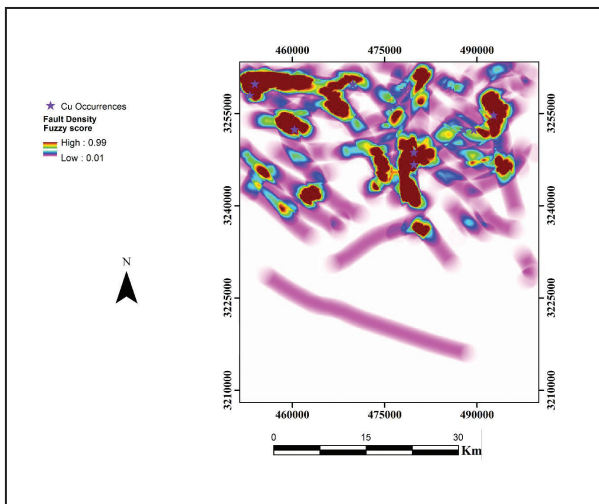 460000 475000 490000
Cu Occurrences
Fault Density
Fuzzy score
High : 0.99
Low : 0.01
3255000
3255000
3240000
3240000
N
3225000
3225000
3210000
3210000
460000 475000 490000
0 15 30
Km